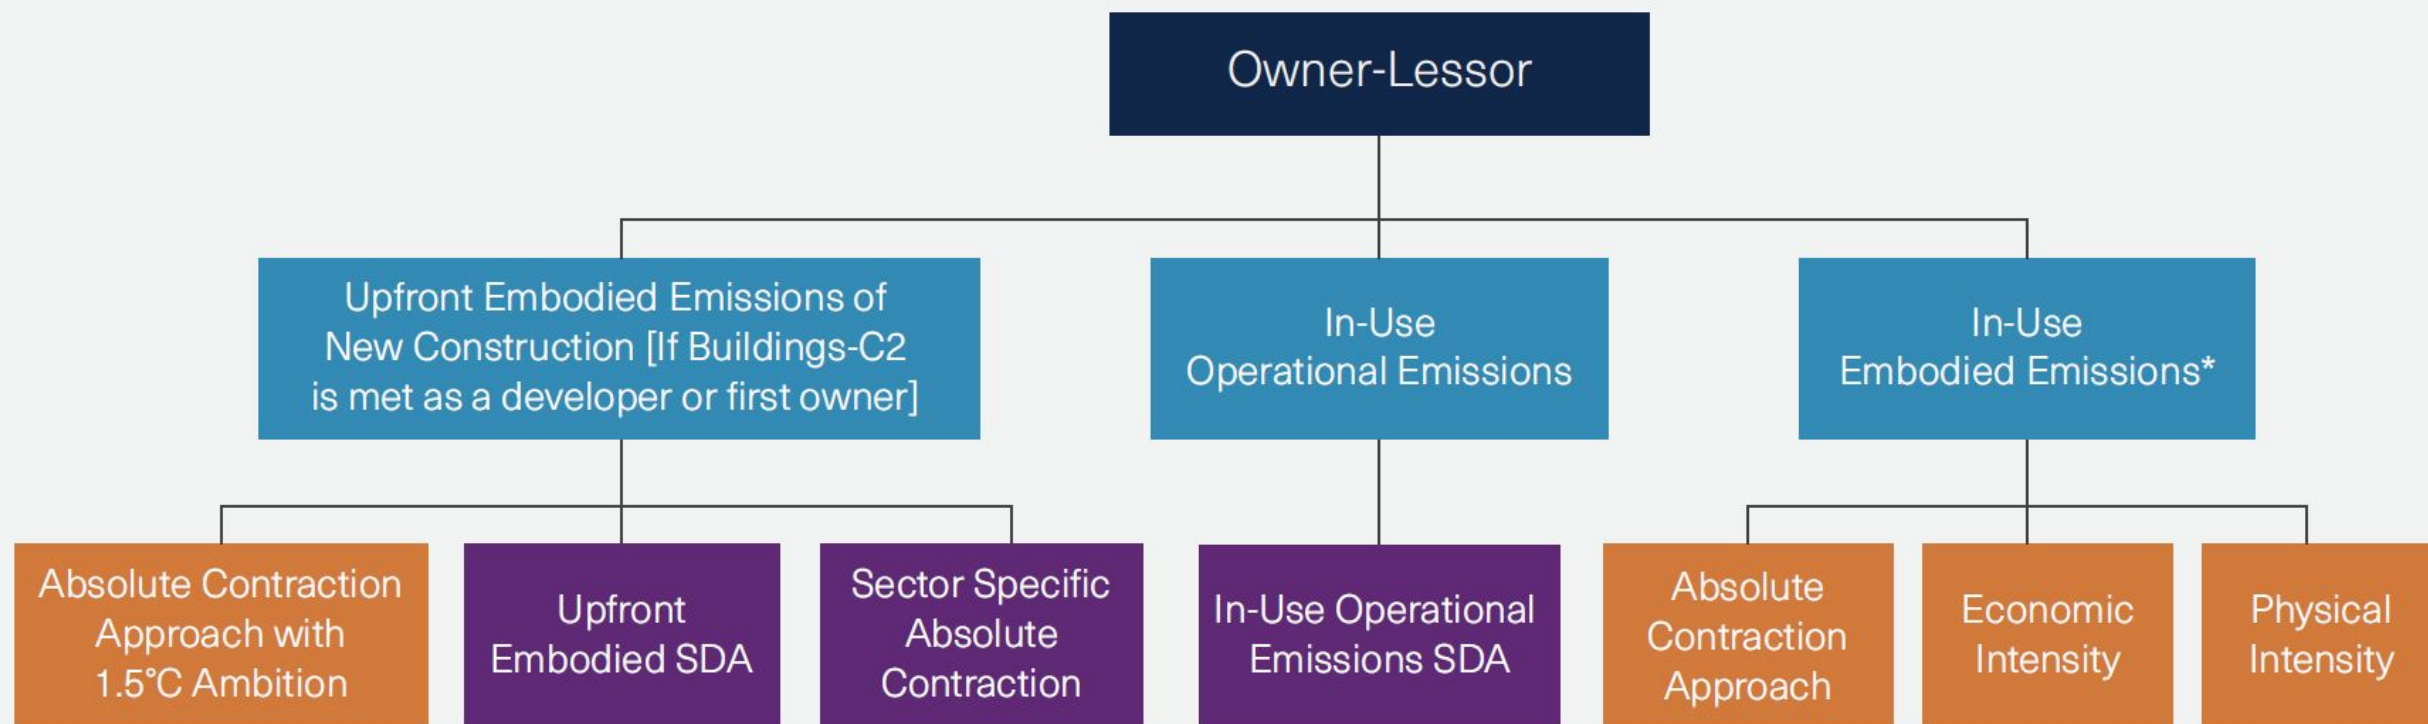 Owner-Lessor
Upfront Embodied Emissions of
New Construction [If Buildings-C2
is met as a developer or first owner]
In-Use
Operational Emissions
In-Use
Embodied Emissions*
Absolute Contraction
Approach with
1.5°C Ambition
Upfront
Embodied SDA
Sector Specific
Absolute
Contraction
In-Use Operational
Emissions SDA
Absolute
Contraction
Approach
Economic
Intensity
Physical
Intensity